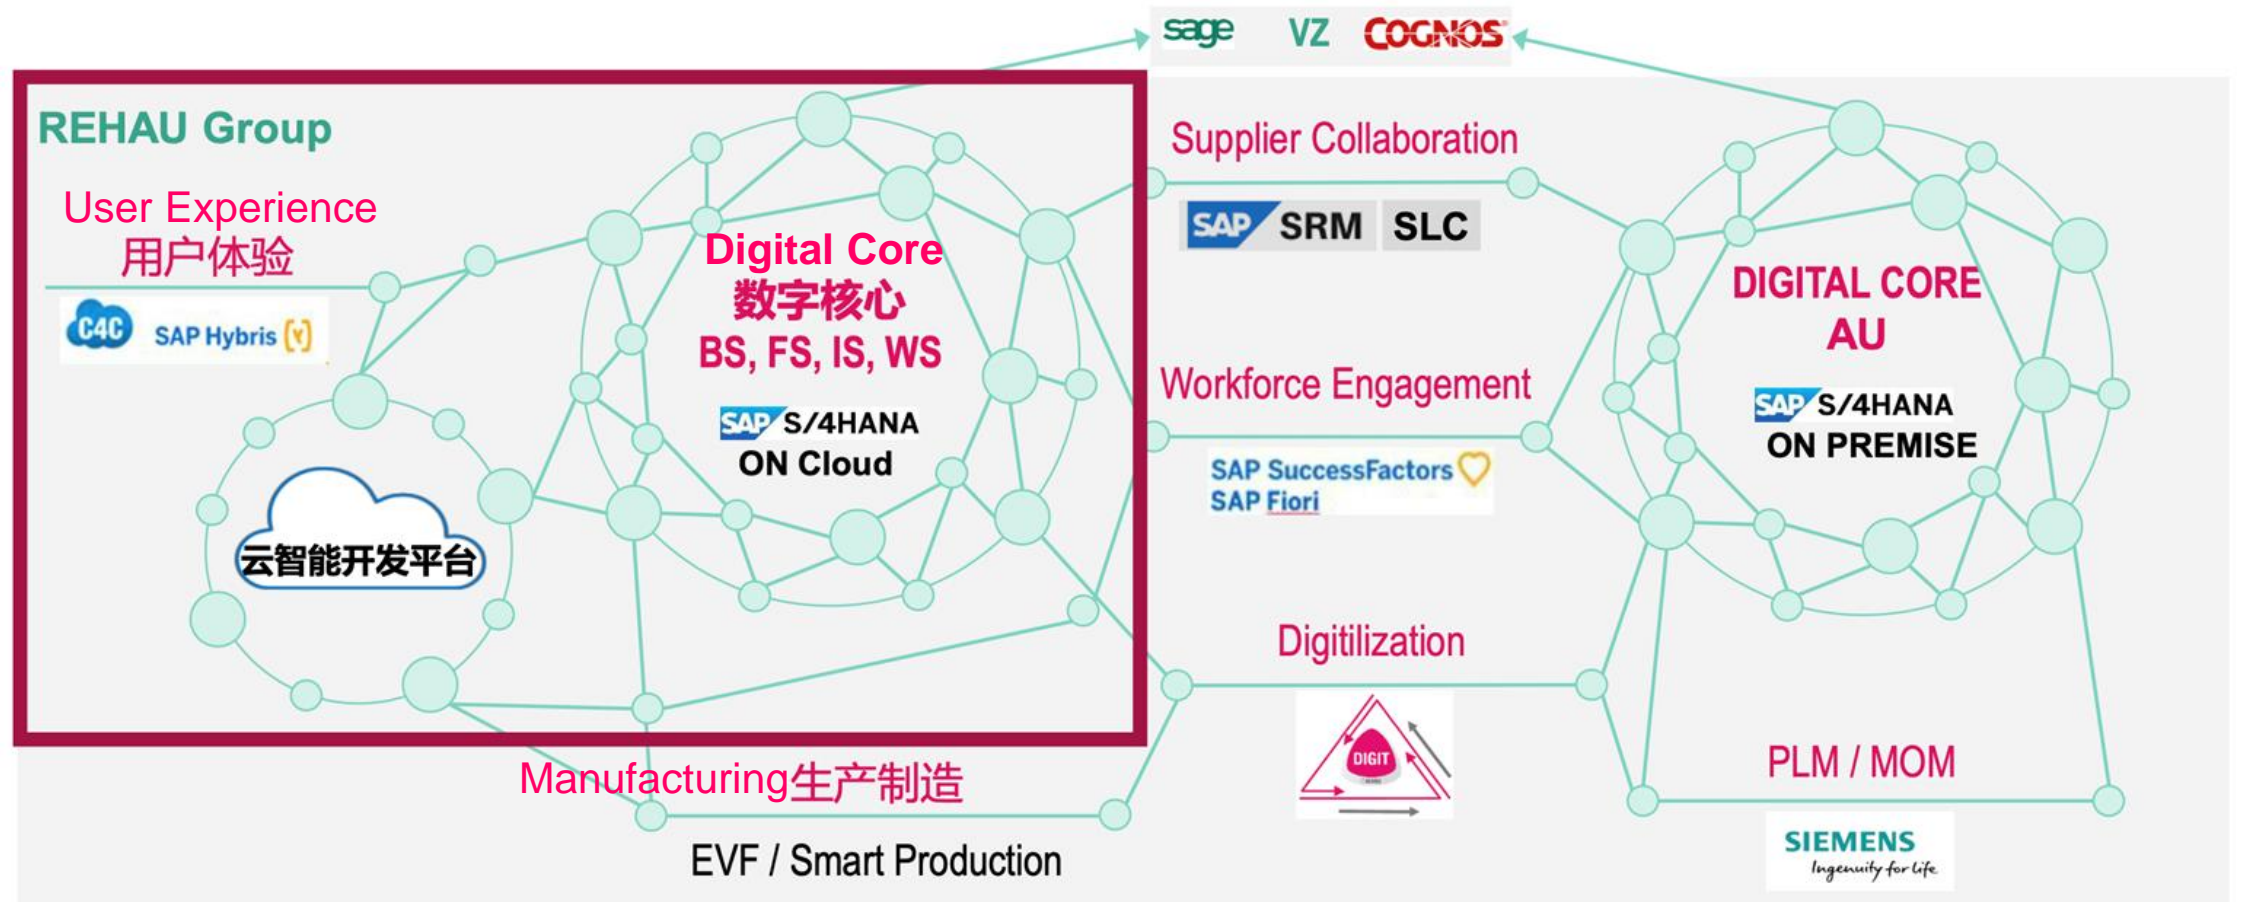 sage VZ COGNOS
REHAU Group
User Experience
用户体验
C4C SAP Hybris (Y)
Digital Core
数字核心
BS, FS, IS, WS
SAP S/4HANA
ON Cloud
云智能开发平台
Manufacturing生产制造
EVF / Smart Production
Supplier Collaboration
SAP SRM SLC
Workforce Engagement
SAP SuccessFactors
SAP Fiori
Digitilization
DIGIT
DIGITAL CORE
AU
SAP S/4HANA
ON PREMISE
PLM / MOM
SIEMENS
Ingenuity for life